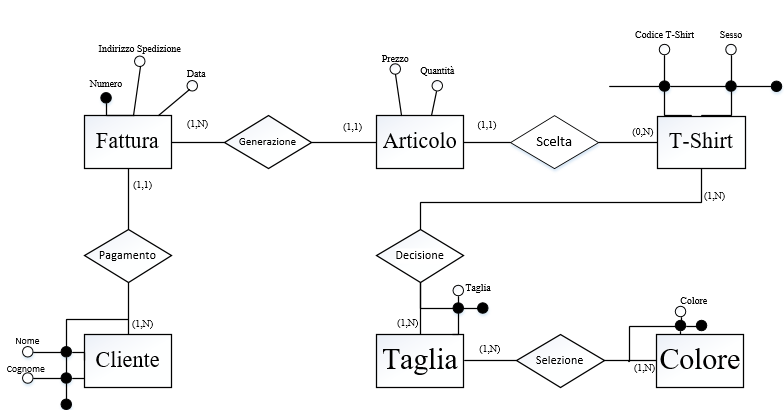 Codice T-Shirt Sesso
Indirizzo Spedizione
Prezzo
Quantità
Data
Numero
(1,N) (1,1) (1,1) (0,N)
Fattura Generazione Articolo Scelta T-Shirt
(1,1) (1,N)
Pagamento Decisione
Taglia
Colore
(1,N) (1,N)
Nome
(1,N)
Cliente Taglia Selezione Colore
Cognome (1,N)